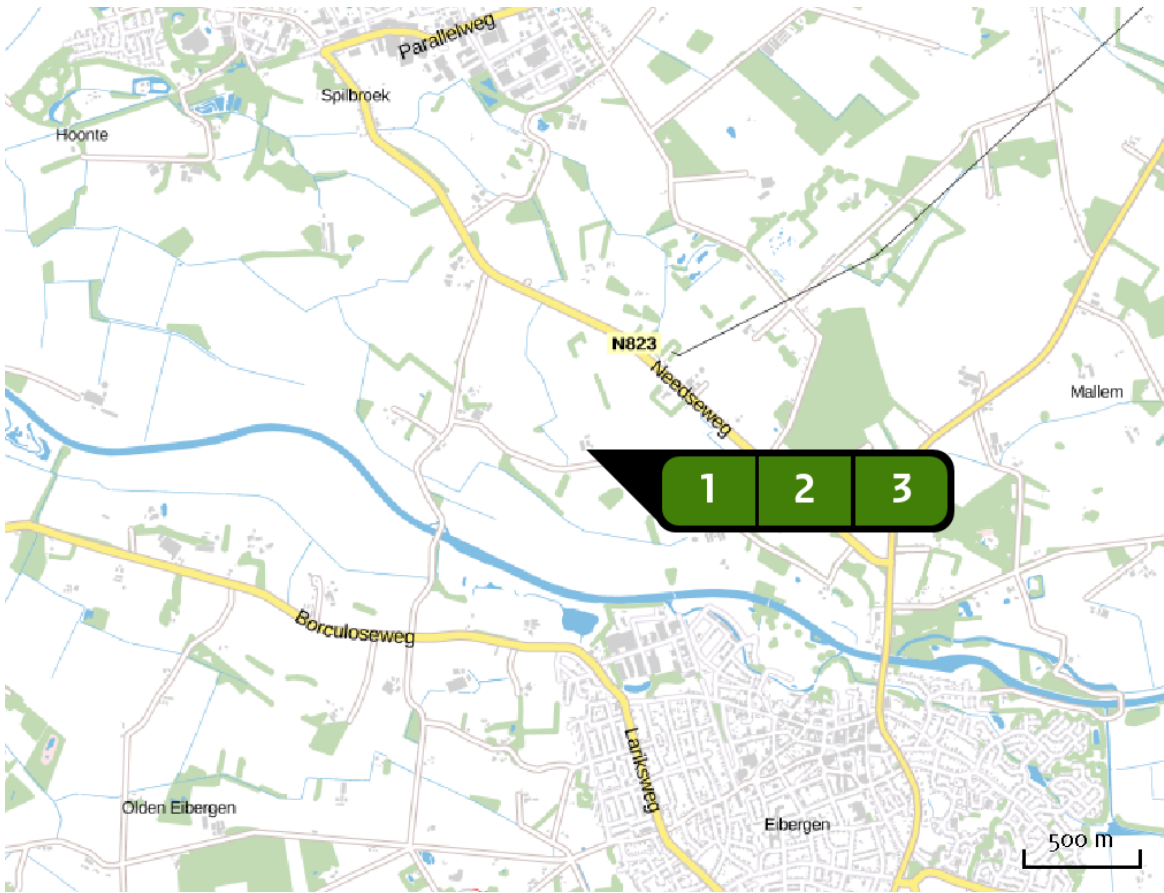 Parallelweg
Spilbroek
Hoonte
N823
Needseweg
Mallem
1 2 3
Borculoseweg
Lariksweg
Olden Eibergen
Eibergen
500 m